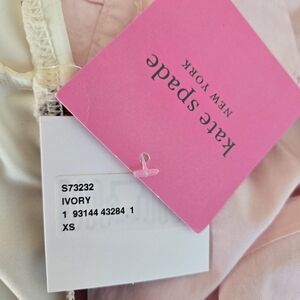 kate spade
NEW YORK
S73232
IVORY
1 93144 43284 1
XS